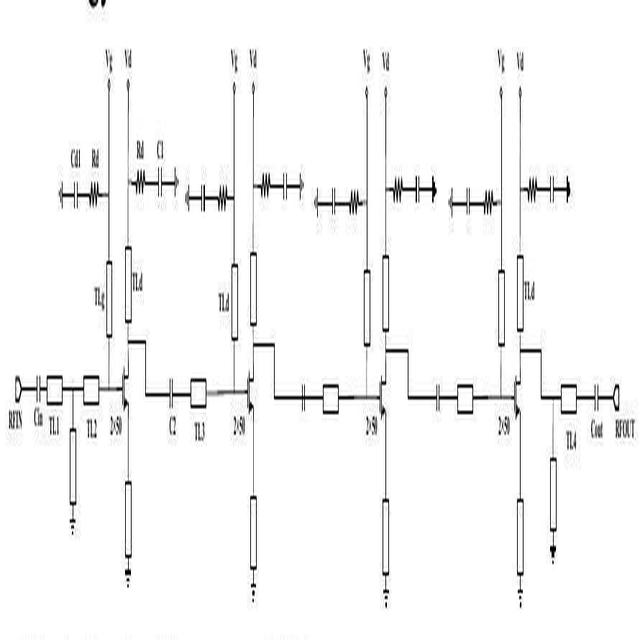 Vg Vd Vg Vd Vg Vd Vg Vd
Cd1 Rd Rd C1
TLg TLd TLd TLd
RFIN Cin TL1 TL2 2*50 C2 TL3 2*50 2*50 2*50 TL4 Cout RFOUT